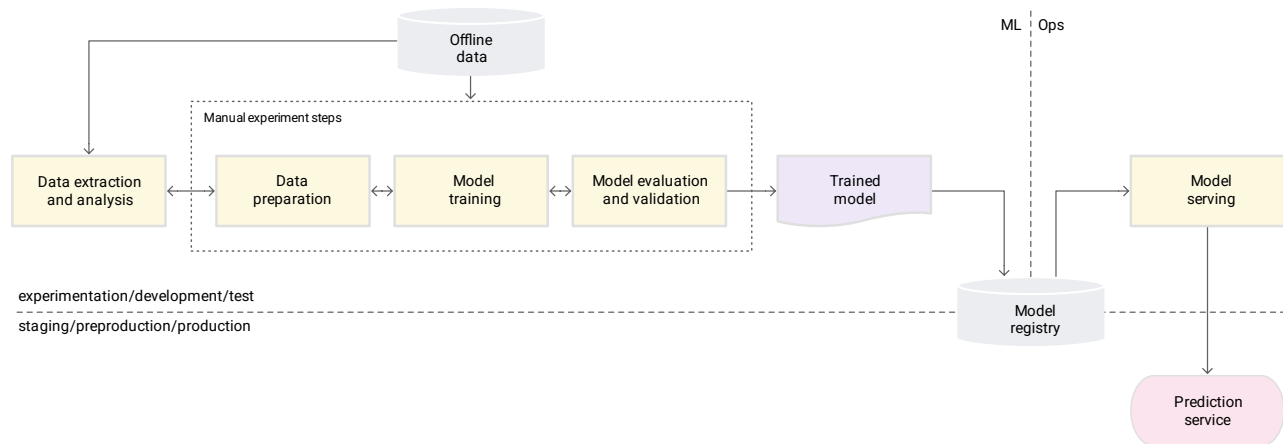 Offline
data
ML
Ops
Manual experiment steps
Data extraction
and analysis
Data
preparation
Model
training
Model evaluation
and validation
Trained
model
Model
serving
experimentation/development/test
staging/preproduction/production
Model
registry
Prediction
service